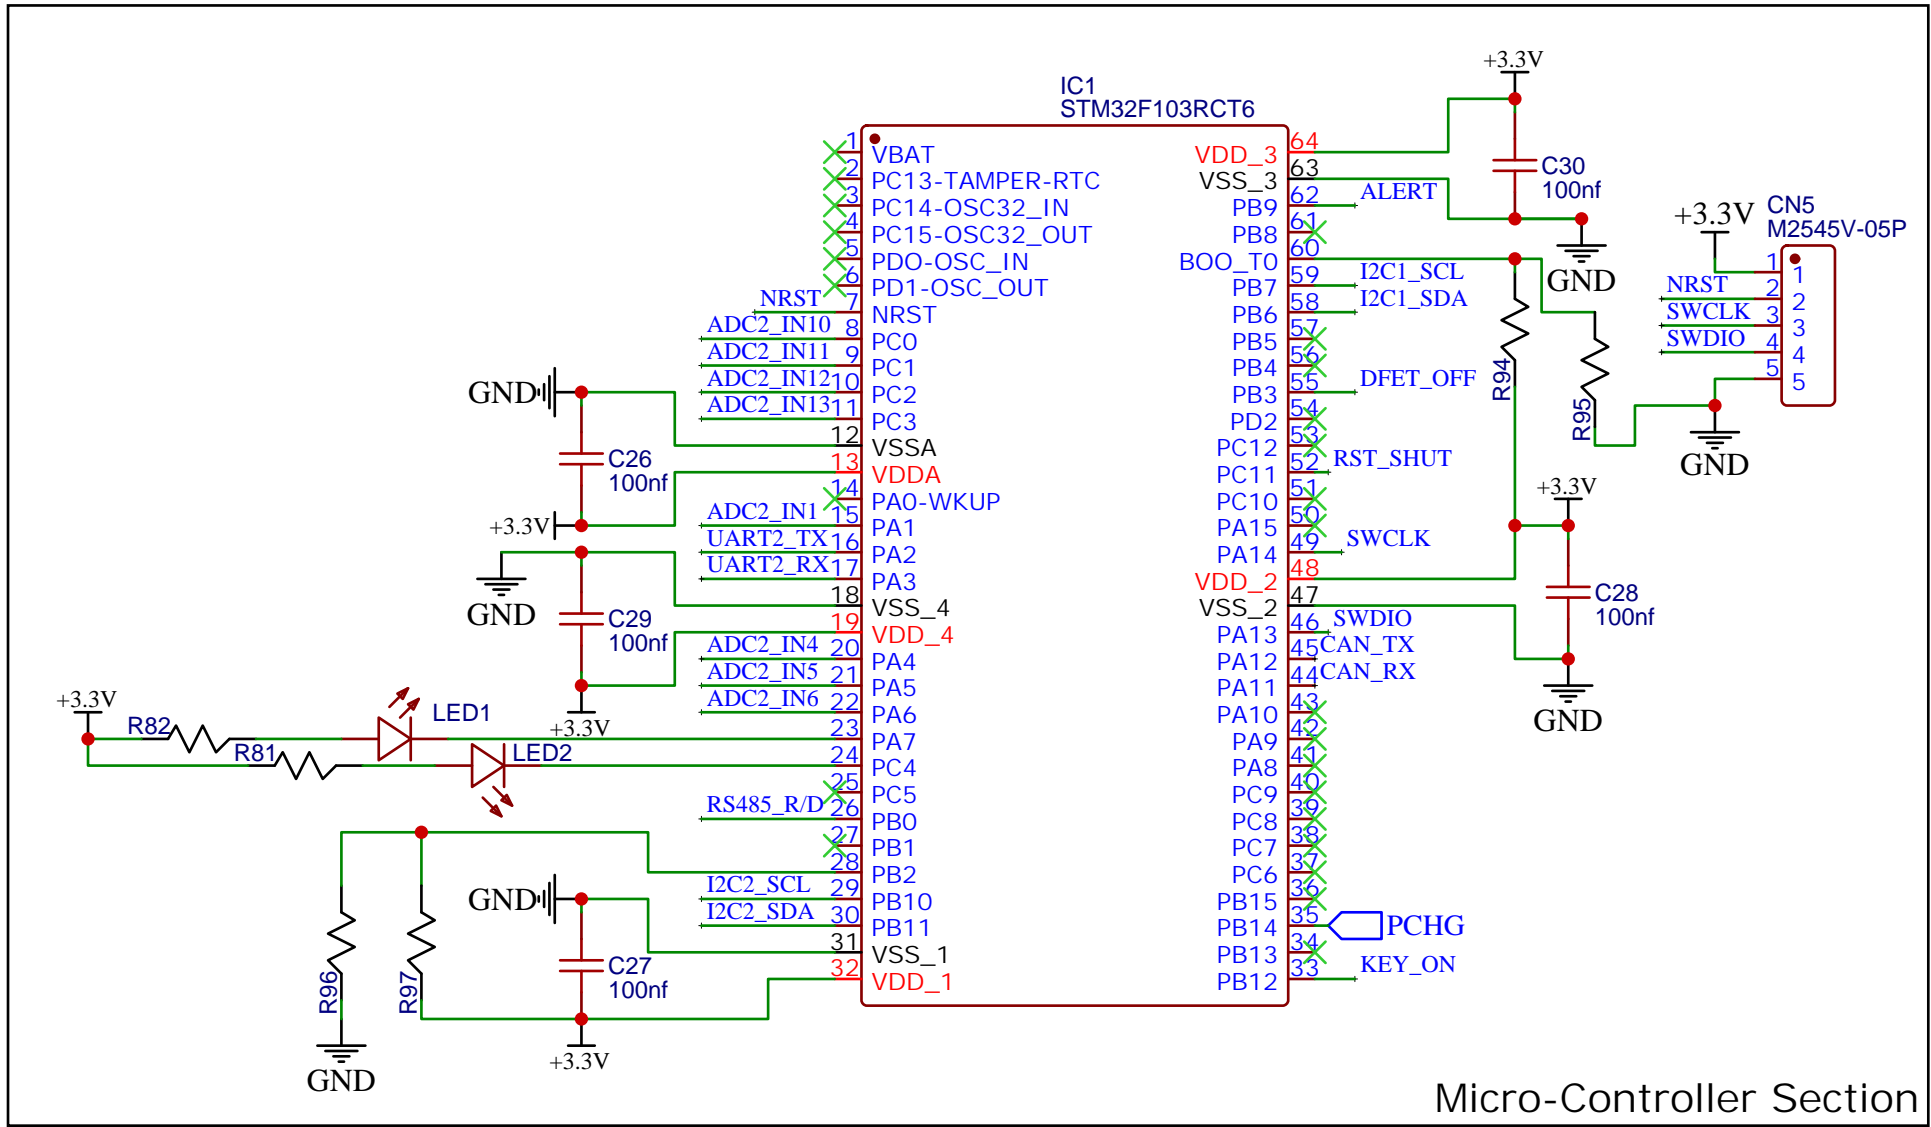 IC1
STM32F103RCT6
1 VBAT
2 PC13-TAMPER-RTC
3 PC14-OSC32_IN
4 PC15-OSC32_OUT
5 PDO-OSC_IN
6 PD1-OSC_OUT
NRST 7 NRST
ADC2_IN10 8 PC0
ADC2_IN11 9 PC1
ADC2_IN12 10 PC2
ADC2_IN13 11 PC3
12 VSSA
13 VDDA
14 PA0-WKUP
ADC2_IN1 15 PA1
UART2_TX 16 PA2
UART2_RX 17 PA3
18 VSS_4
19 VDD_4
ADC2_IN4 20 PA4
ADC2_IN5 21 PA5
ADC2_IN6 22 PA6
23 PA7
24 PC4
25 PC5
RS485_R/D 26 PB0
27 PB1
28 PB2
I2C2_SCL 29 PB10
I2C2_SDA 30 PB11
31 VSS_1
32 VDD_1
VDD_3 64
VSS_3 63
PB9 62 ALERT
PB8 61
BOO_T0 60
PB7 59 I2C1_SCL
PB6 58 I2C1_SDA
PB5 57
PB4 56
PB3 55 DFET_OFF
PD2 54
PC12 53
PC11 52 RST_SHUT
PC10 51
PA15 50
PA14 49 SWCLK
VDD_2 48
VSS_2 47
PA13 46 SWDIO
PA12 45 CAN_TX
PA11 44 CAN_RX
PA10 43
PA9 42
PA8 41
PC9 40
PC8 39
PC7 38
PC6 37
PB15 36
PB14 35 PCHG
PB13 34
PB12 33 KEY_ON
GND
C26
100nf
+3.3V
GND
C29
100nf
+3.3V
+3.3V
R82
LED1
R81
LED2
GND
C27
100nf
+3.3V
R96
R97
GND
+3.3V
C30
100nf
GND
R94
R95
+3.3V
C28
100nf
GND
+3.3V
CN5
M2545V-05P
1 1
NRST 2 2
SWCLK 3 3
SWDIO 4 4
5 5
GND
Micro-Controller Section